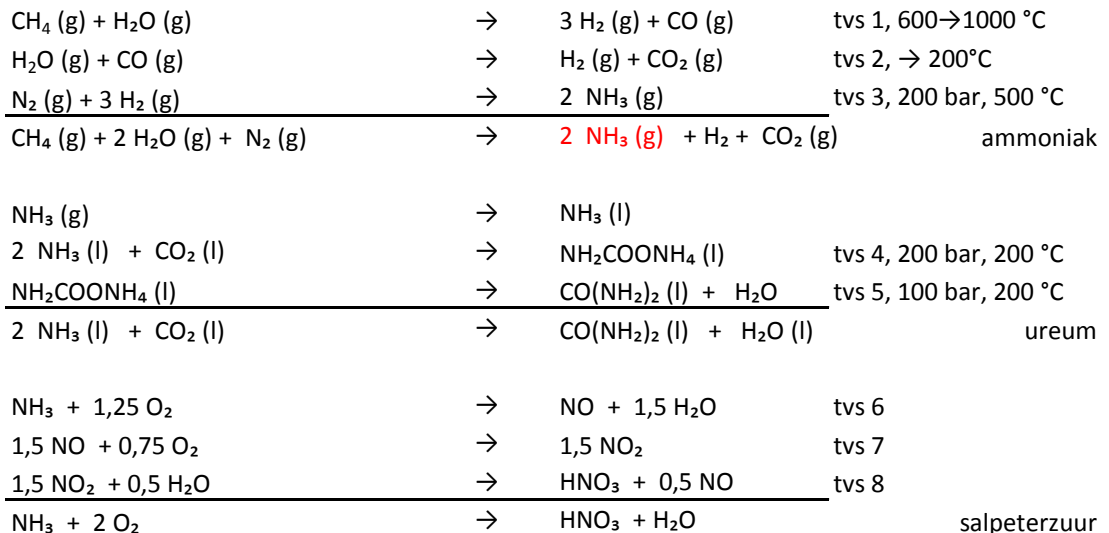 CH₄ (g) + H₂O (g) → 3 H₂ (g) + CO (g) tvs 1, 600→1000 °C
H₂O (g) + CO (g) → H₂ (g) + CO₂ (g) tvs 2, → 200°C
N₂ (g) + 3 H₂ (g) → 2 NH₃ (g) tvs 3, 200 bar, 500 °C
CH₄ (g) + 2 H₂O (g) + N₂ (g) → 2 NH₃ (g) + H₂ + CO₂ (g) ammoniak
NH₃ (g) → NH₃ (l)
2 NH₃ (l) + CO₂ (l) → NH₂COONH₄ (l) tvs 4, 200 bar, 200 °C
NH₂COONH₄ (l) → CO(NH₂)₂ (l) + H₂O tvs 5, 100 bar, 200 °C
2 NH₃ (l) + CO₂ (l) → CO(NH₂)₂ (l) + H₂O (l) ureum
NH₃ + 1,25 O₂ → NO + 1,5 H₂O tvs 6
1,5 NO + 0,75 O₂ → 1,5 NO₂ tvs 7
1,5 NO₂ + 0,5 H₂O → HNO₃ + 0,5 NO tvs 8
NH₃ + 2 O₂ → HNO₃ + H₂O salpeterzuur